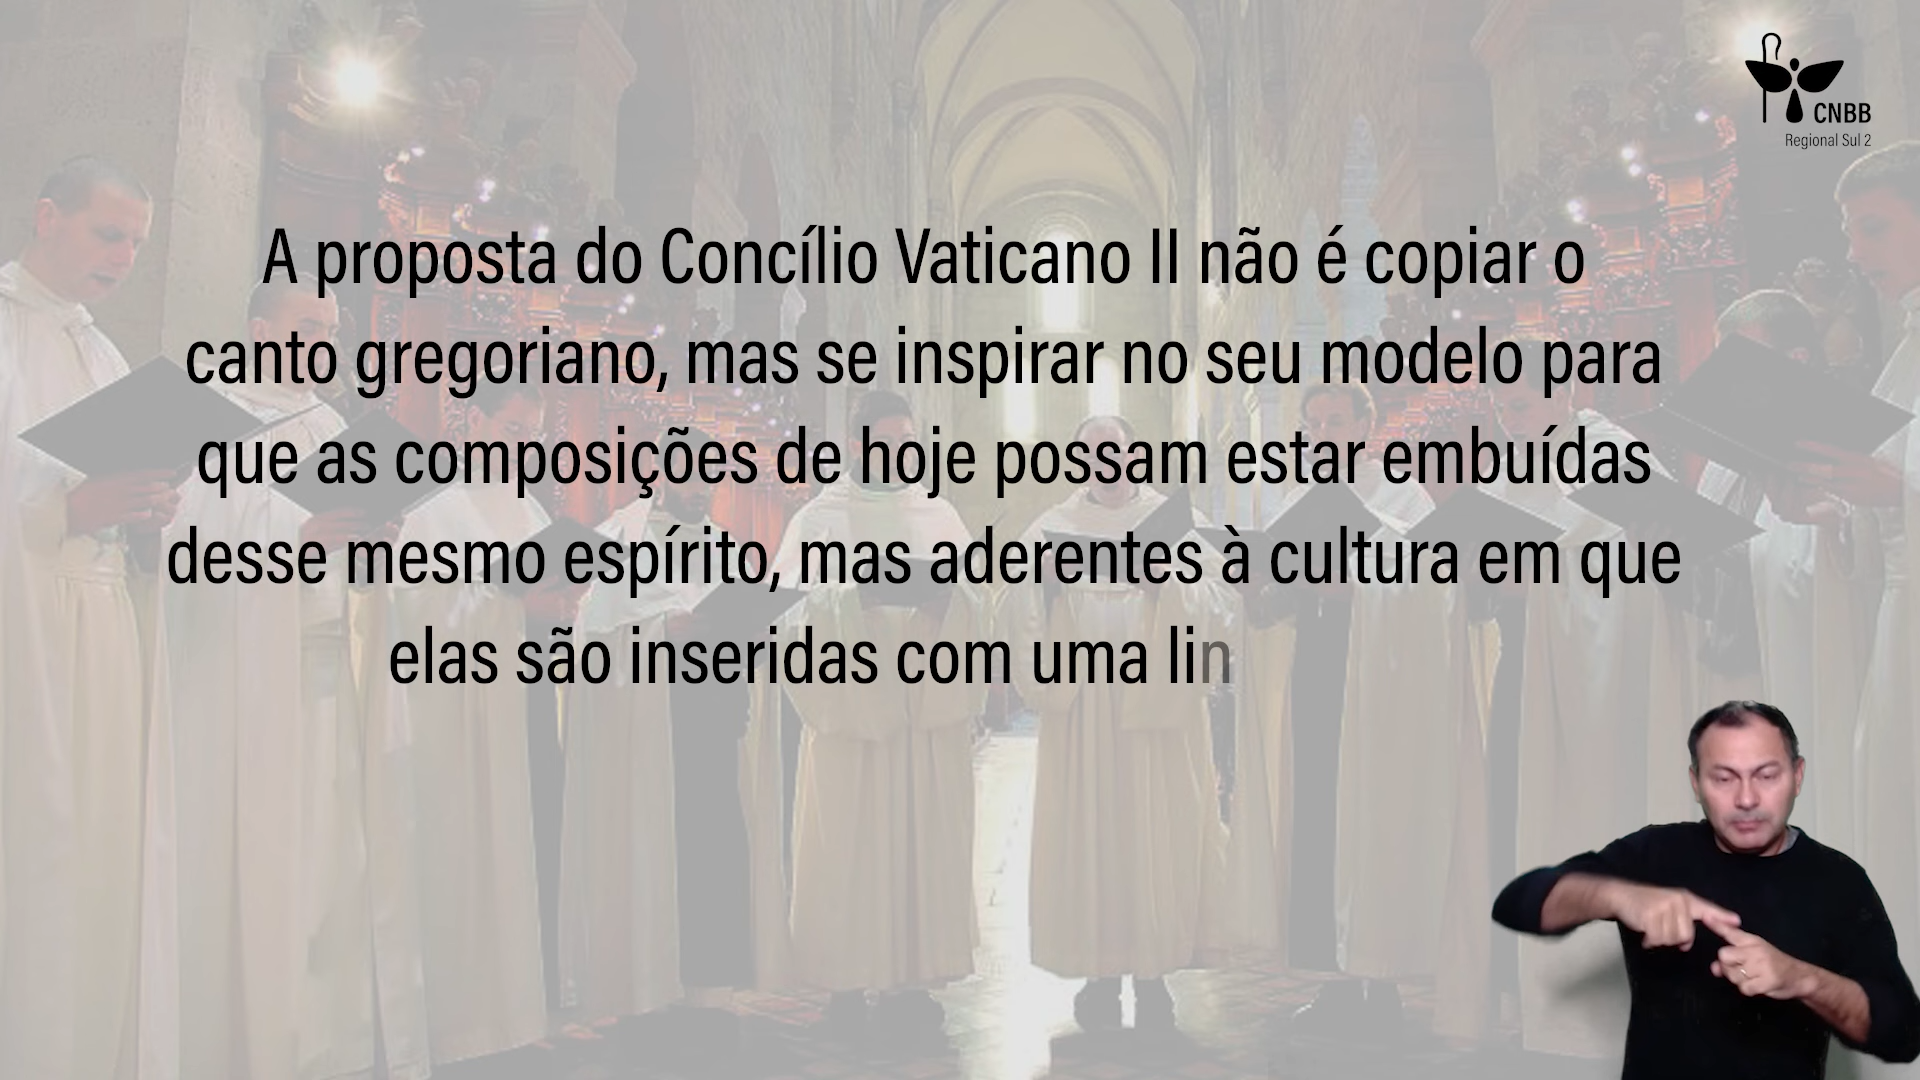 CNBB
Regional Sul 2
A proposta do Concílio Vaticano II não é copiar o
canto gregoriano, mas se inspirar no seu modelo para
que as composições de hoje possam estar embuídas
desse mesmo espírito, mas aderentes à cultura em que
elas são inseridas com uma lin